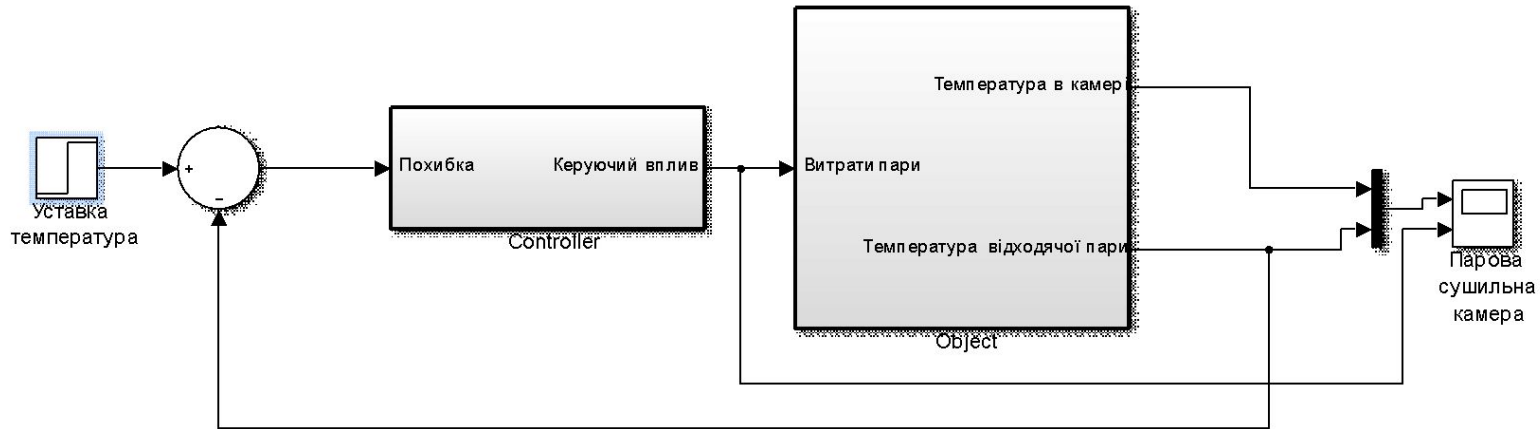 Уставка
температура
+
−
Похибка
Керуючий вплив
Controller
Витрати пари
Температура в камері
Температура відходячої пари
Object
Парова
сушильна
камера